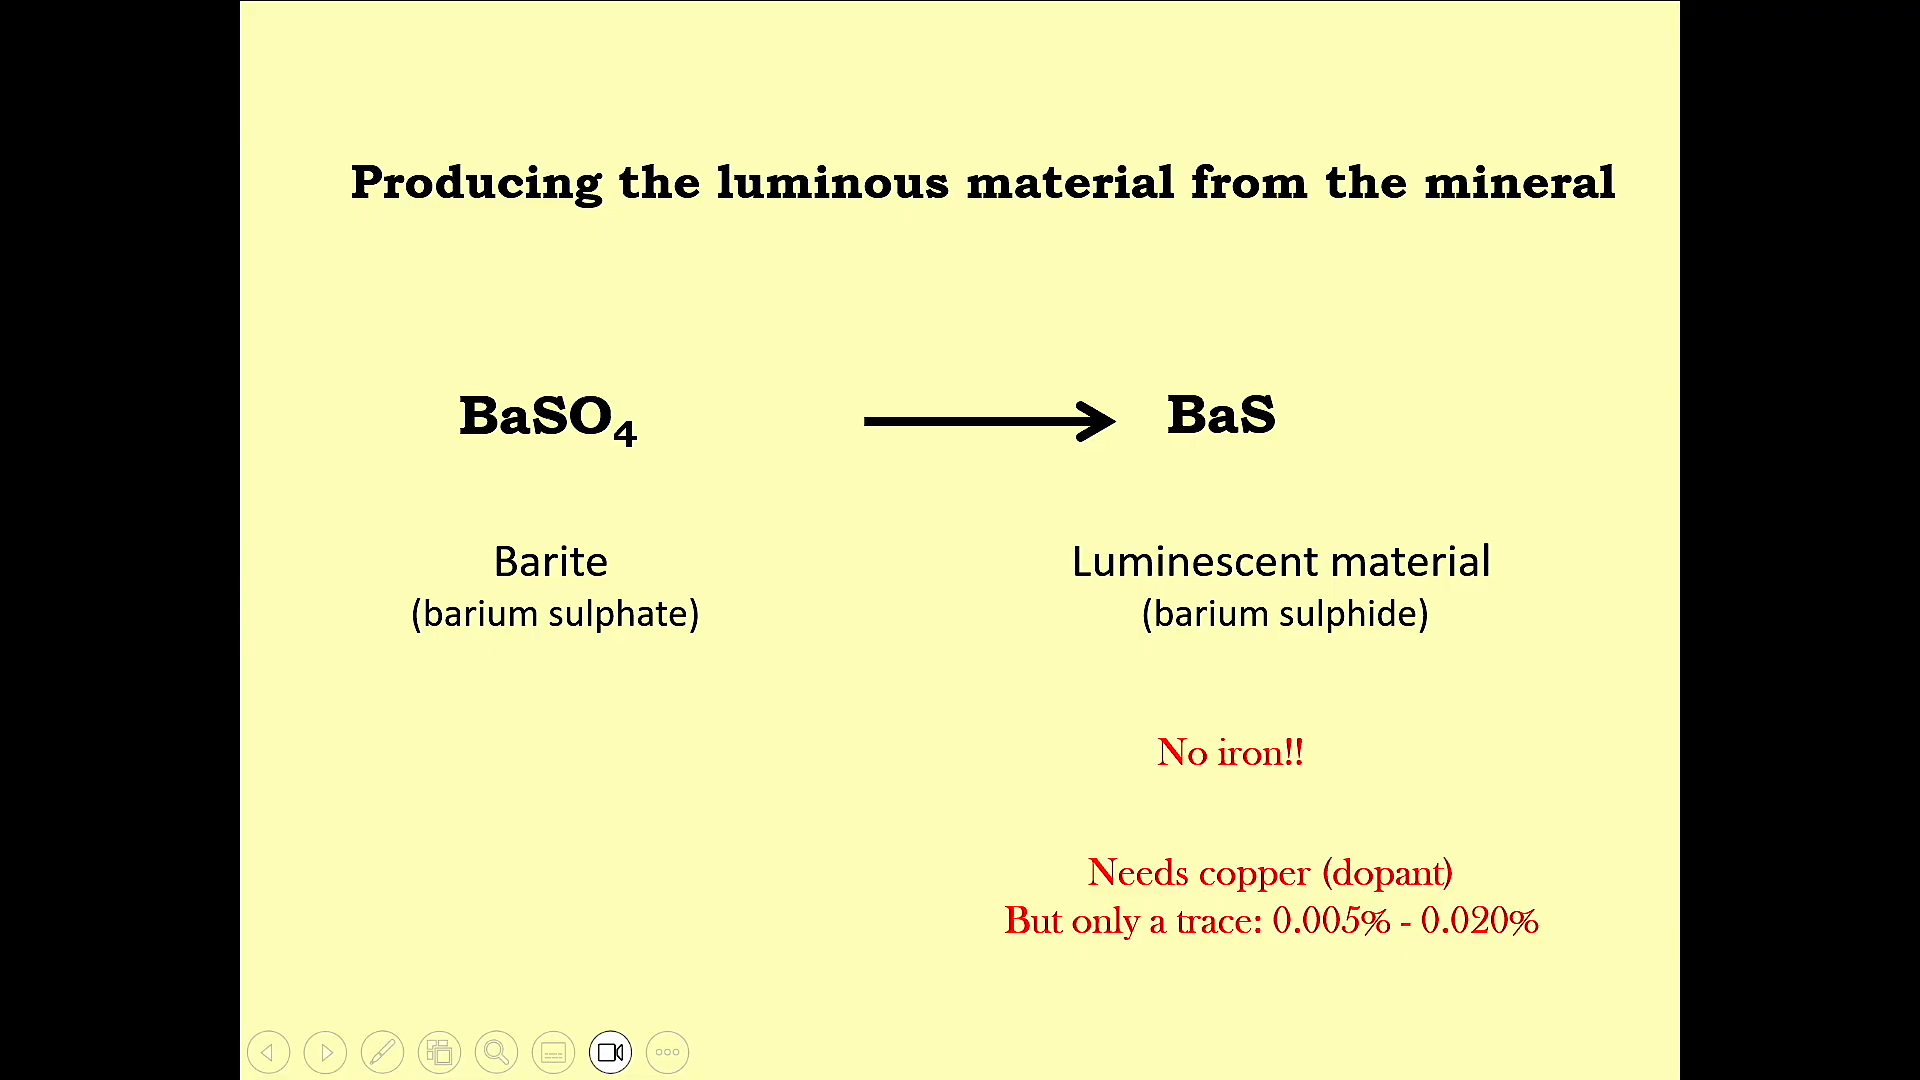 Producing the luminous material from the mineral
BaSO₄ BaS
Barite Luminescent material
(barium sulphate) (barium sulphide)
No iron!!
Needs copper (dopant)
But only a trace: 0.005% - 0.020%